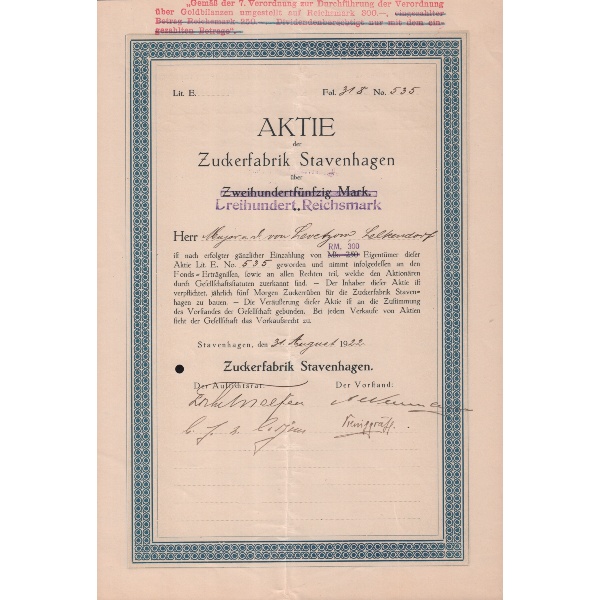 „Gemäß der 7. Verordnung zur Durchführung der Verordnung
über Goldbilanzen umgestellt auf Reichsmark 300.—, eingezahlter
Betrag Reichsmark 250.—. Dividendenberechtigt nur mit dem ein-
gezahlten Betrage“.
Lit. E. Fol. 318 No. 535
AKTIE
der
Zuckerfabrik Stavenhagen
über
Zweihundertfünfzig Mark.
Dreihundert Reichsmark
Herr Majorard von Levetzow Lelkendorf
RM. 300
ist nach erfolgter gänzlicher Einzahlung von Mk. 250 Eigentümer dieser
Aktie Lit. E. No. 535 geworden und nimmt infolgedessen an den
Fonds-Erträgnissen, sowie an allen Rechten teil, welche den Aktionären
durch Gesellschaftsstatuten zuerkannt sind. – Der Inhaber dieser Aktie ist
verpflichtet, jährlich fünf Morgen Zuckerrüben für die Zuckerfabrik Staven-
hagen zu bauen. – Die Veräußerung dieser Aktie ist an die Zustimmung
des Vorstandes der Gesellschaft gebunden. Bei jedem Verkaufe von Aktien
steht der Gesellschaft das Vorkaufsrecht zu.
Stavenhagen, den 31. August 1922.
Zuckerfabrik Stavenhagen.
Der Aufsichtsrat: Der Vorstand: